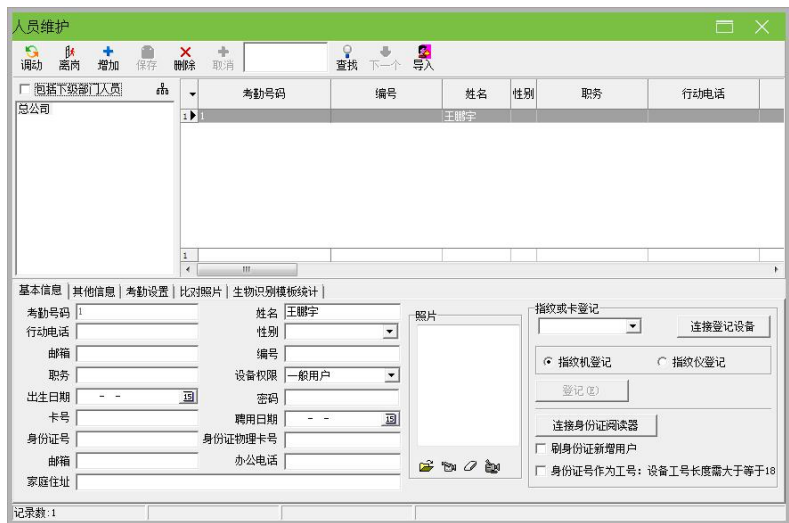 人员维护
调动 离岗 增加 保存 删除 取消 查找 下一个 导入
包括下级部门人员
考勤号码 编号 姓名 性别 职务 行动电话
总公司
1 1 王鹏宇
1
基本信息 其他信息 考勤设置 比对照片 生物识别模板统计
考勤号码 1 姓名 王鹏宇 照片 指纹或卡登记
行动电话 性别 连接登记设备
邮箱 编号 指纹机登记 指纹仪登记
职务 设备权限 一般用户
出生日期 - - 15 密码 登记(E)
卡号 聘用日期 - - 15 连接身份证阅读器
身份证号 身份证物理卡号 刷身份证新增用户
邮箱 办公电话 身份证号作为工号：设备工号长度需大于等于18
家庭住址
记录数:1